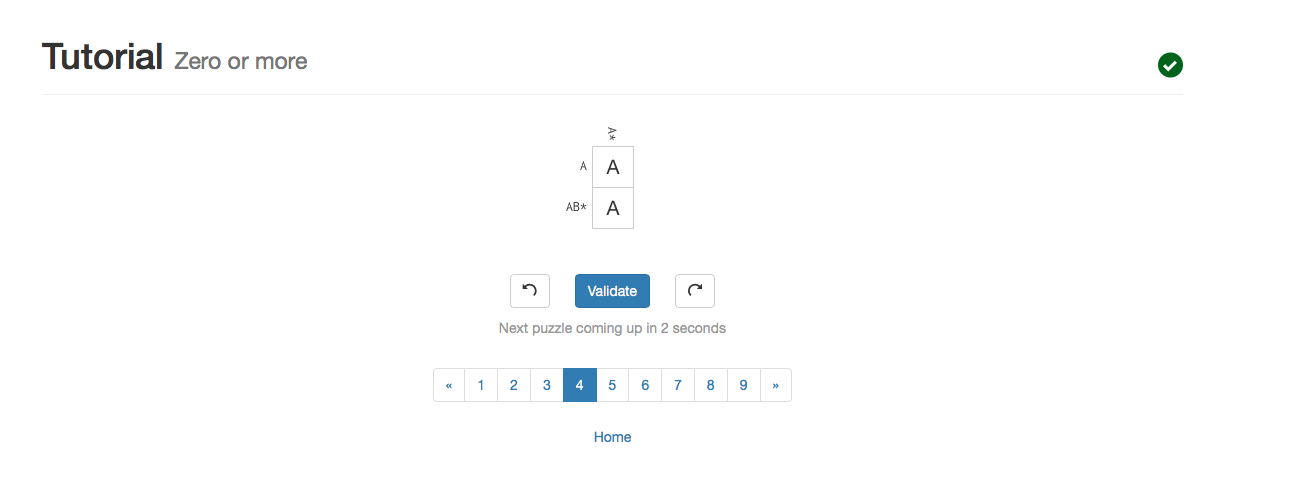 Tutorial Zero or more
A*
A A
AB* A
Validate
Next puzzle coming up in 2 seconds
« 1 2 3 4 5 6 7 8 9 »
Home